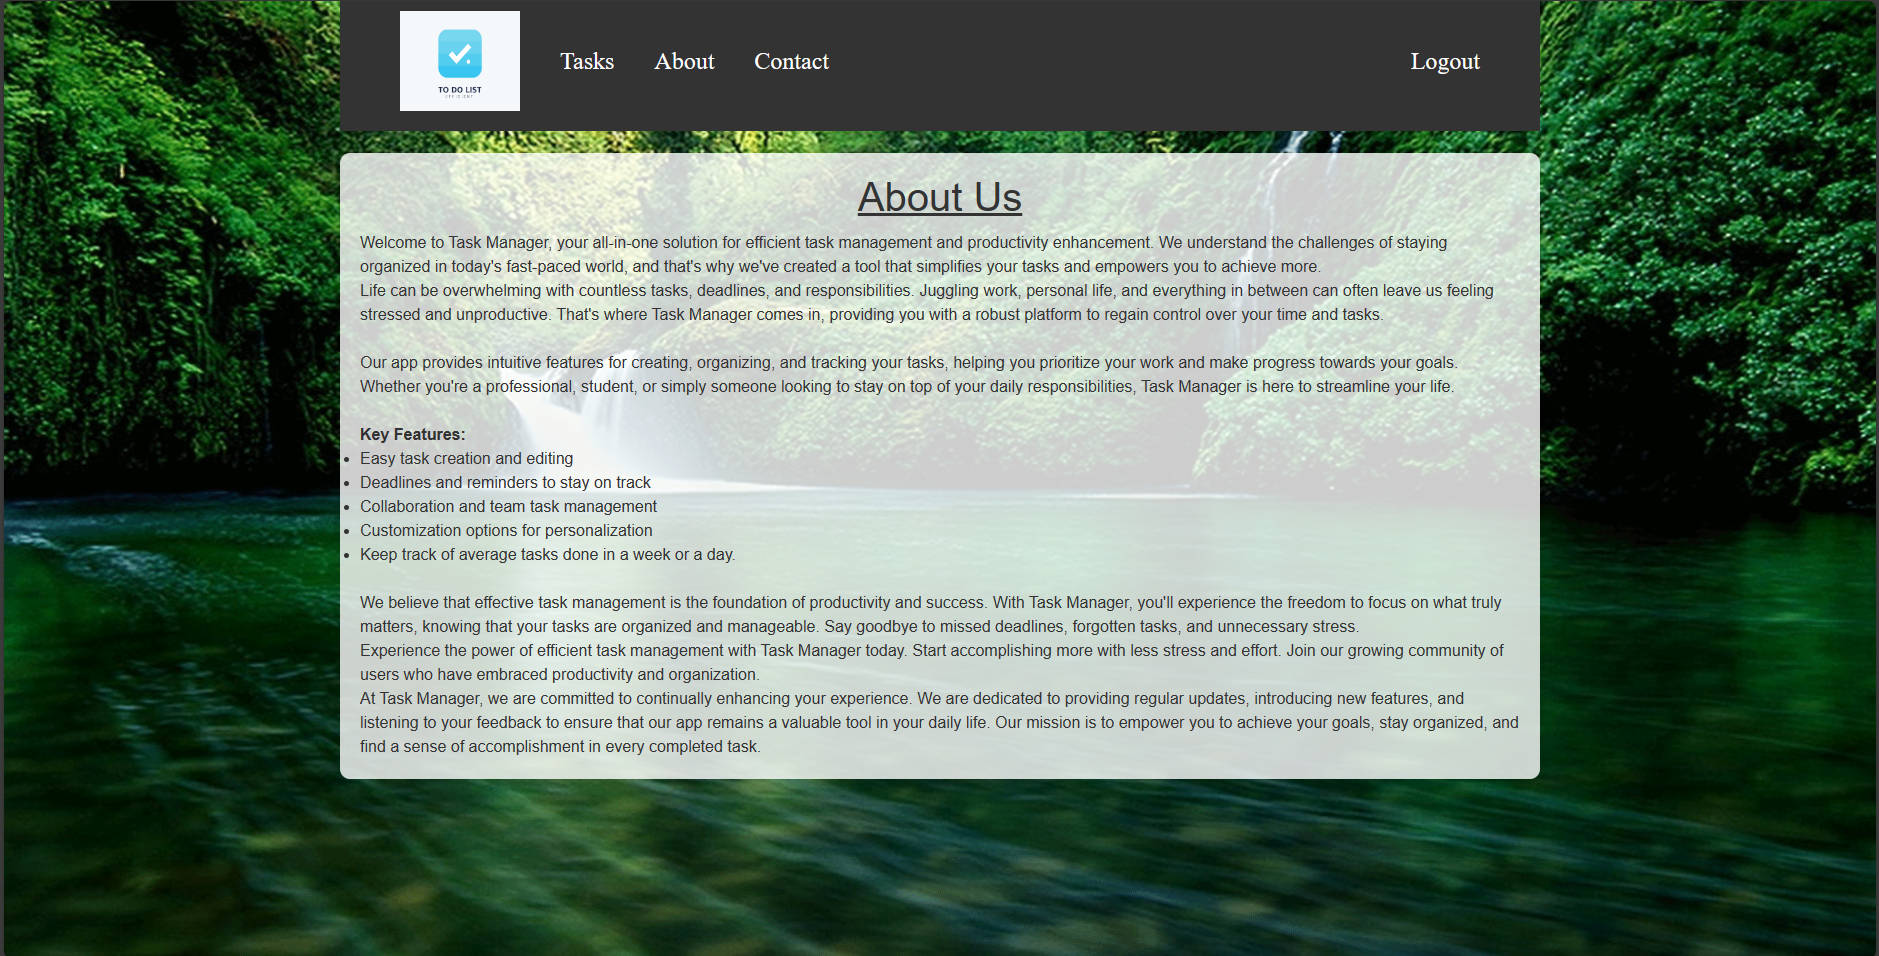 TO DO LIST
EFFICIENT
Tasks
About
Contact
Logout
About Us
Welcome to Task Manager, your all-in-one solution for efficient task management and productivity enhancement. We understand the challenges of staying
organized in today's fast-paced world, and that's why we've created a tool that simplifies your tasks and empowers you to achieve more.
Life can be overwhelming with countless tasks, deadlines, and responsibilities. Juggling work, personal life, and everything in between can often leave us feeling
stressed and unproductive. That's where Task Manager comes in, providing you with a robust platform to regain control over your time and tasks.
Our app provides intuitive features for creating, organizing, and tracking your tasks, helping you prioritize your work and make progress towards your goals.
Whether you're a professional, student, or simply someone looking to stay on top of your daily responsibilities, Task Manager is here to streamline your life.
Key Features:
• Easy task creation and editing
• Deadlines and reminders to stay on track
• Collaboration and team task management
• Customization options for personalization
• Keep track of average tasks done in a week or a day.
We believe that effective task management is the foundation of productivity and success. With Task Manager, you'll experience the freedom to focus on what truly
matters, knowing that your tasks are organized and manageable. Say goodbye to missed deadlines, forgotten tasks, and unnecessary stress.
Experience the power of efficient task management with Task Manager today. Start accomplishing more with less stress and effort. Join our growing community of
users who have embraced productivity and organization.
At Task Manager, we are committed to continually enhancing your experience. We are dedicated to providing regular updates, introducing new features, and
listening to your feedback to ensure that our app remains a valuable tool in your daily life. Our mission is to empower you to achieve your goals, stay organized, and
find a sense of accomplishment in every completed task.